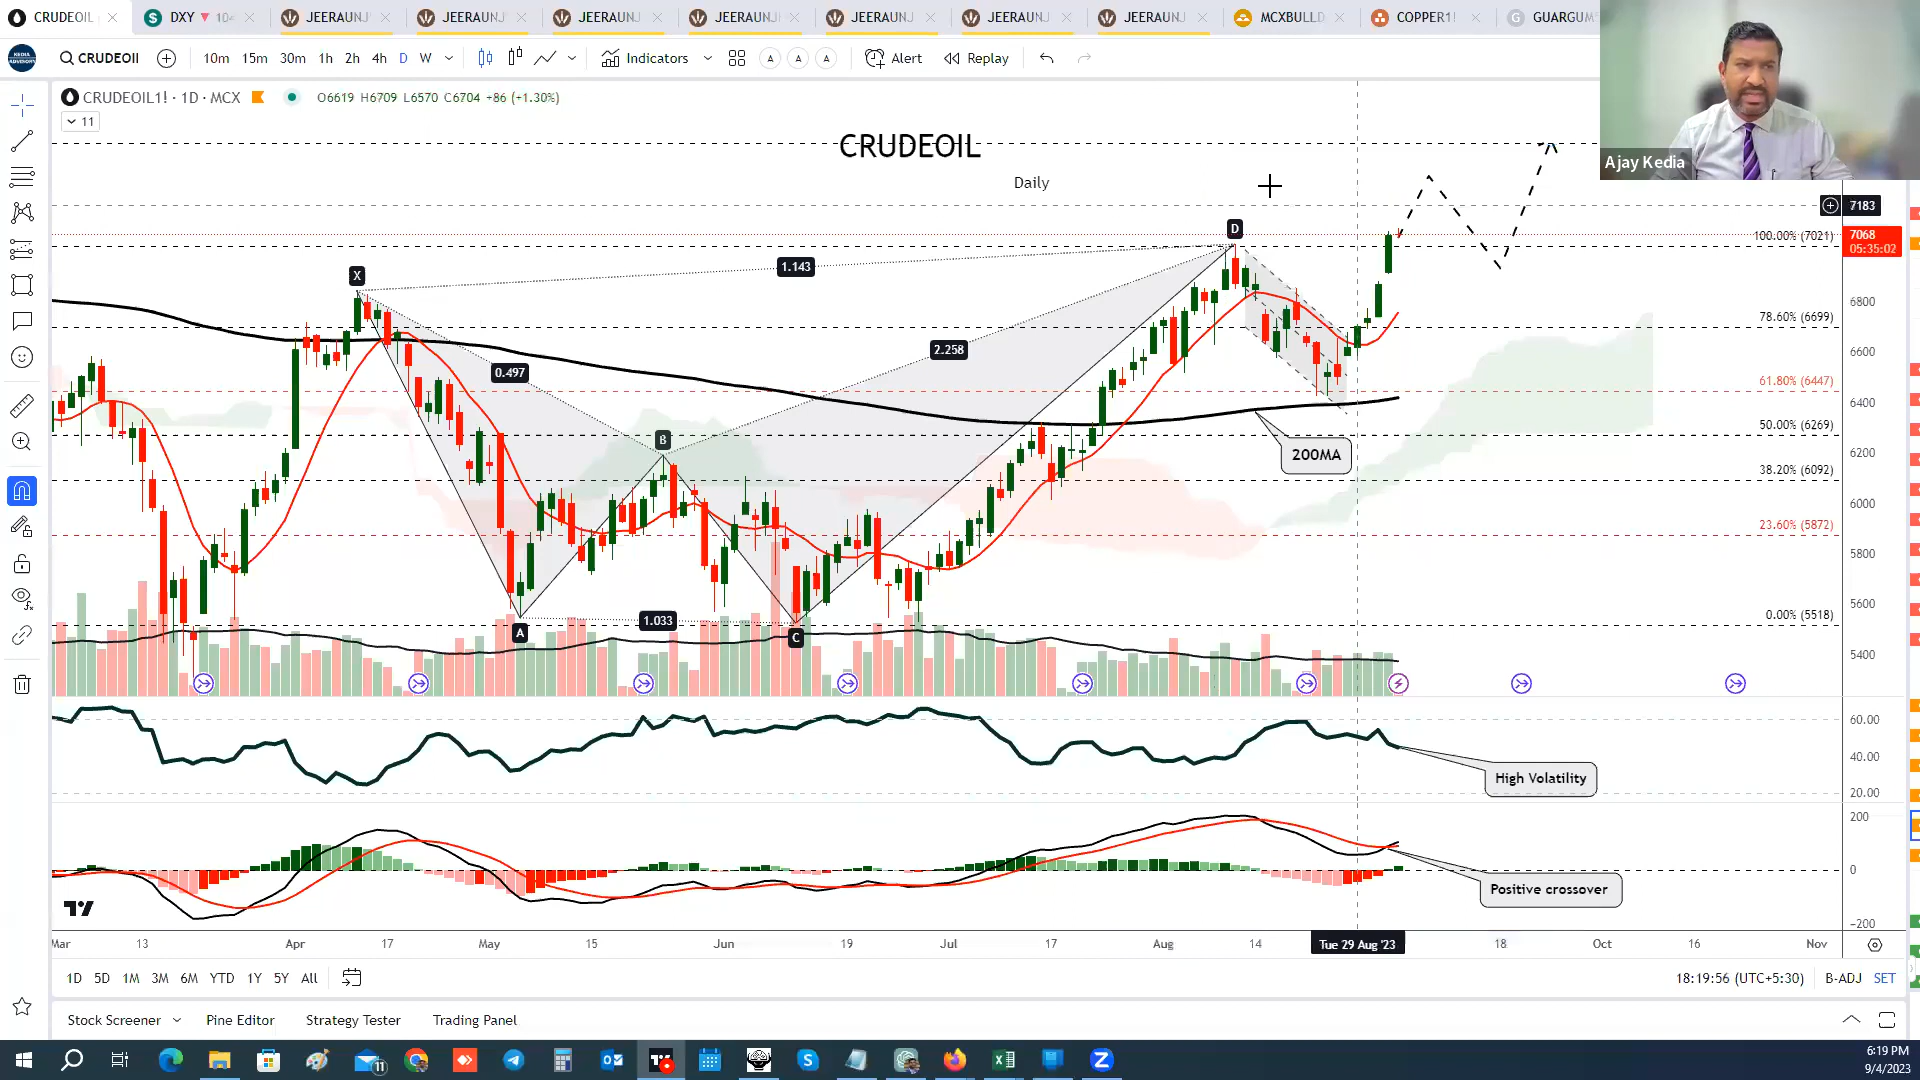 CRUDEOIL
DXY
104
JEERAUNJ
JEERAUNJ
JEERAUNJ
JEERAUNJ
JEERAUNJ
JEERAUNJ
JEERAUNJ
MCXBULLD
COPPER1!
GUARGUM5
KEDIA ADVISORY
CRUDEOIl
10m 15m 30m 1h 2h 4h D W
Indicators
A A A
Alert
Replay
CRUDEOIL1! · 1D · MCX
O6619 H6709 L6570 C6704 +86 (+1.30%)
11
CRUDEOIL
Daily
Ajay Kedia
7183
7068
05:35:02
100.00% (7021)
78.60% (6699)
61.80% (6447)
50.00% (6269)
38.20% (6092)
23.60% (5872)
0.00% (5518)
6800
6600
6400
6200
6000
5800
5600
5400
X
A
B
C
D
1.143
0.497
2.258
1.033
200MA
60.00
40.00
20.00
High Volatility
200
0
−200
Positive crossover
Mar 13 Apr 17 May 15 Jun 19 Jul 17 Aug 14 Tue 29 Aug '23 18 Oct 16 Nov
1D 5D 1M 3M 6M YTD 1Y 5Y All
18:19:56 (UTC+5:30) B-ADJ SET
Stock Screener Pine Editor Strategy Tester Trading Panel
11
6:19 PM
9/4/2023